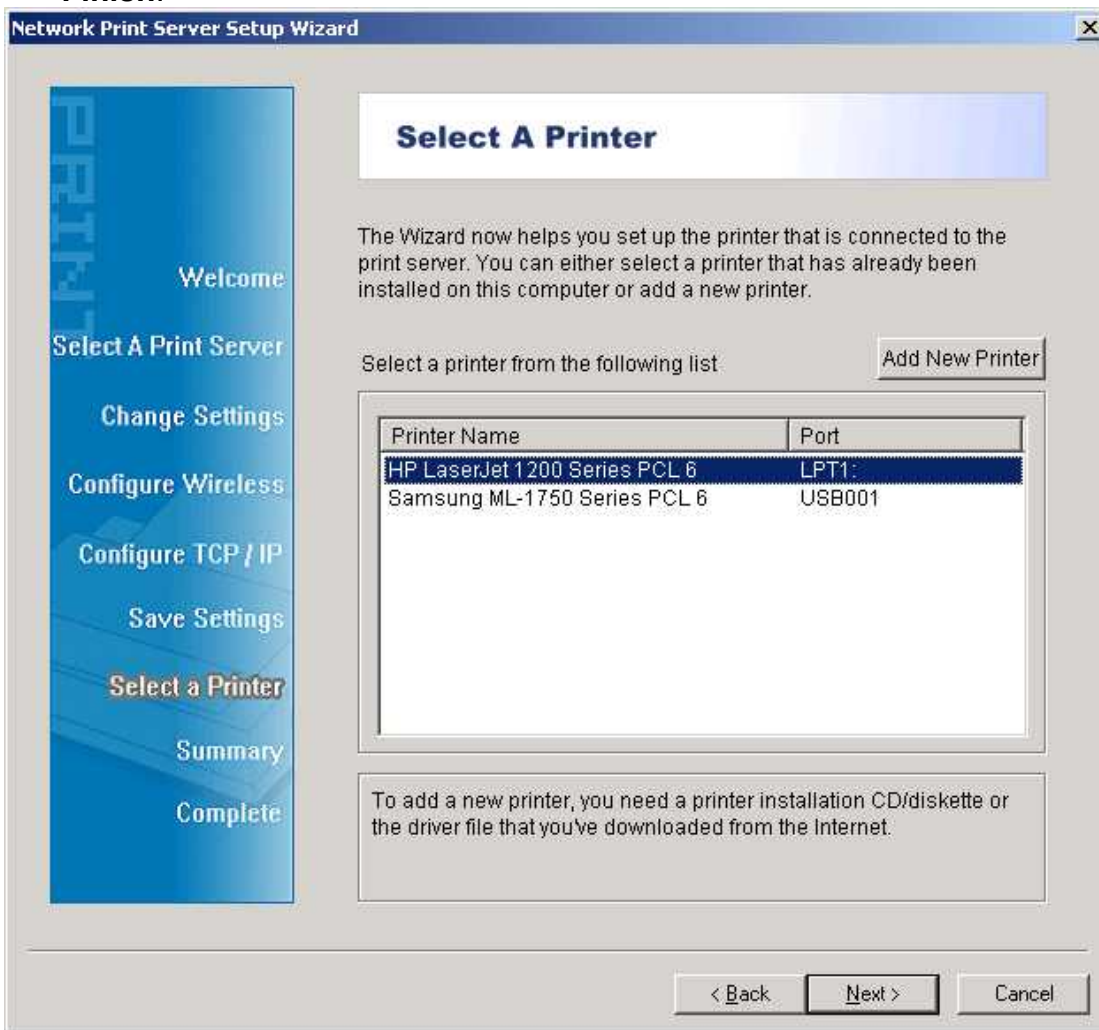 Network Print Server Setup Wizard
PRINT
Welcome
Select A Print Server
Change Settings
Configure Wireless
Configure TCP / IP
Save Settings
Select a Printer
Summary
Complete
Select A Printer
The Wizard now helps you set up the printer that is connected to the
print server. You can either select a printer that has already been
installed on this computer or add a new printer.
Select a printer from the following list
Add New Printer
Printer Name Port
HP LaserJet 1200 Series PCL 6 LPT1:
Samsung ML-1750 Series PCL 6 USB001
To add a new printer, you need a printer installation CD/diskette or
the driver file that you've downloaded from the Internet.
< Back Next > Cancel